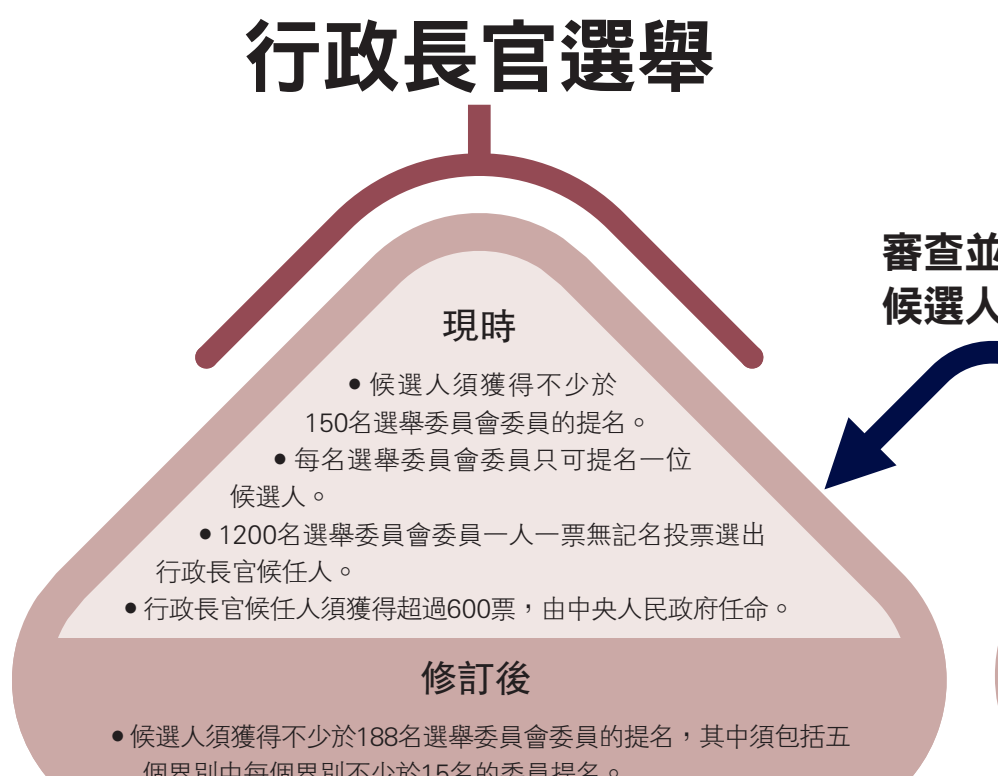 行政長官選舉
審查並
候選人
現時
• 候選人須獲得不少於
150名選舉委員會委員的提名。
• 每名選舉委員會委員只可提名一位
候選人。
• 1200名選舉委員會委員一人一票無記名投票選出
行政長官候任人。
• 行政長官候任人須獲得超過600票，由中央人民政府任命。
修訂後
• 候選人須獲得不少於188名選舉委員會委員的提名，其中須包括五
個界別中每個界別不少於15名的委員提名。